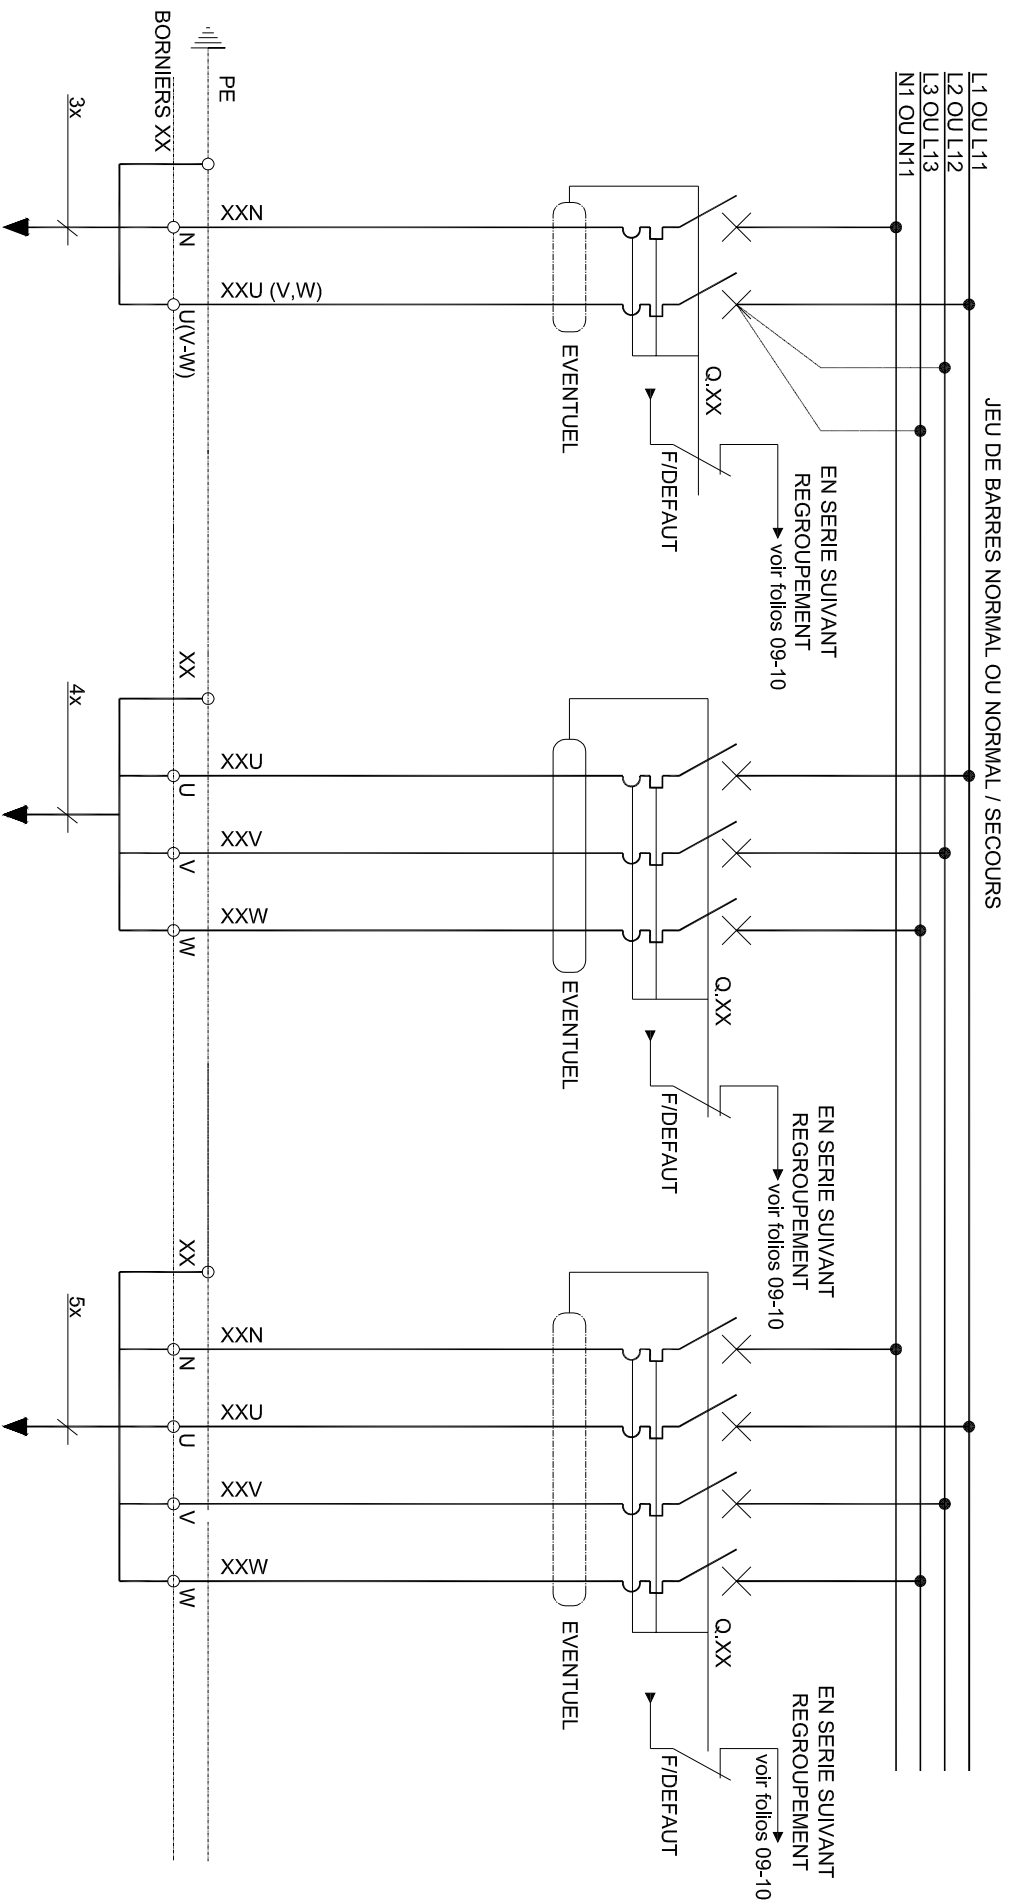 JEU DE BARRES NORMAL OU NORMAL / SECOURS
L1 OU L11
L2 OU L12
L3 OU L13
N1 OU N11
EN SERIE SUIVANT
REGROUPEMENT
voir folios 09-10
Q.XX
F/DEFAUT
EVENTUEL
XXN
XXU (V,W)
PE
BORNIERS XX
N
U(V-W)
3x
EN SERIE SUIVANT
REGROUPEMENT
voir folios 09-10
Q.XX
F/DEFAUT
EVENTUEL
XXU
XXV
XXW
XX
U
V
W
4x
EN SERIE SUIVANT
REGROUPEMENT
voir folios 09-10
Q.XX
F/DEFAUT
EVENTUEL
XXN
XXU
XXV
XXW
XX
N
U
V
W
5x